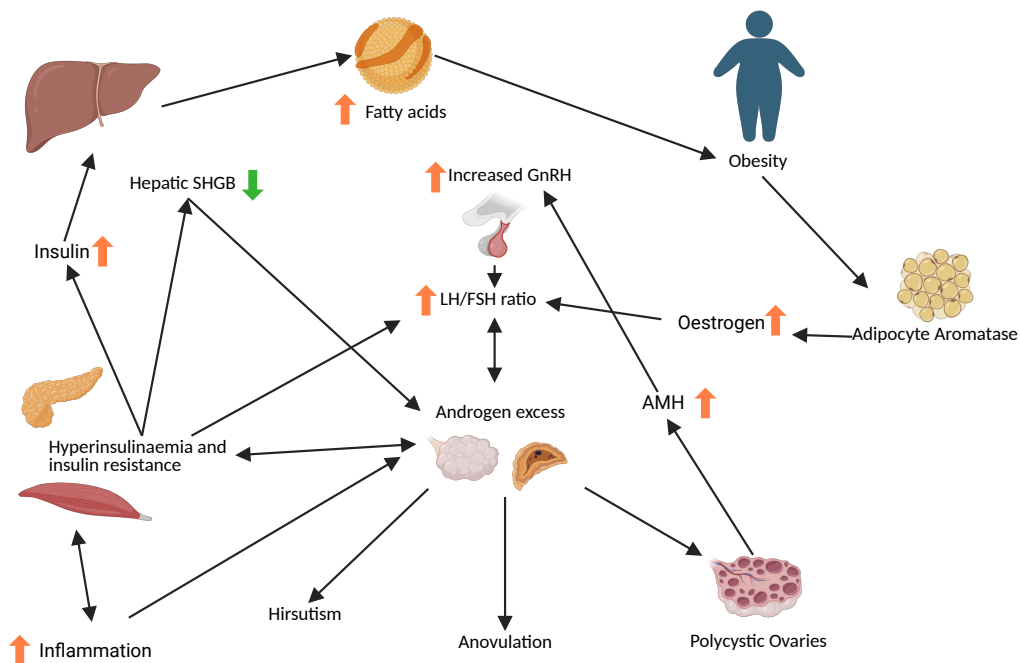 Fatty acids
Obesity
Hepatic SHGB
Increased GnRH
Insulin
LH/FSH ratio
Oestrogen
Adipocyte Aromatase
Androgen excess
AMH
Hyperinsulinaemia and
insulin resistance
Hirsutism
Anovulation
Polycystic Ovaries
Inflammation